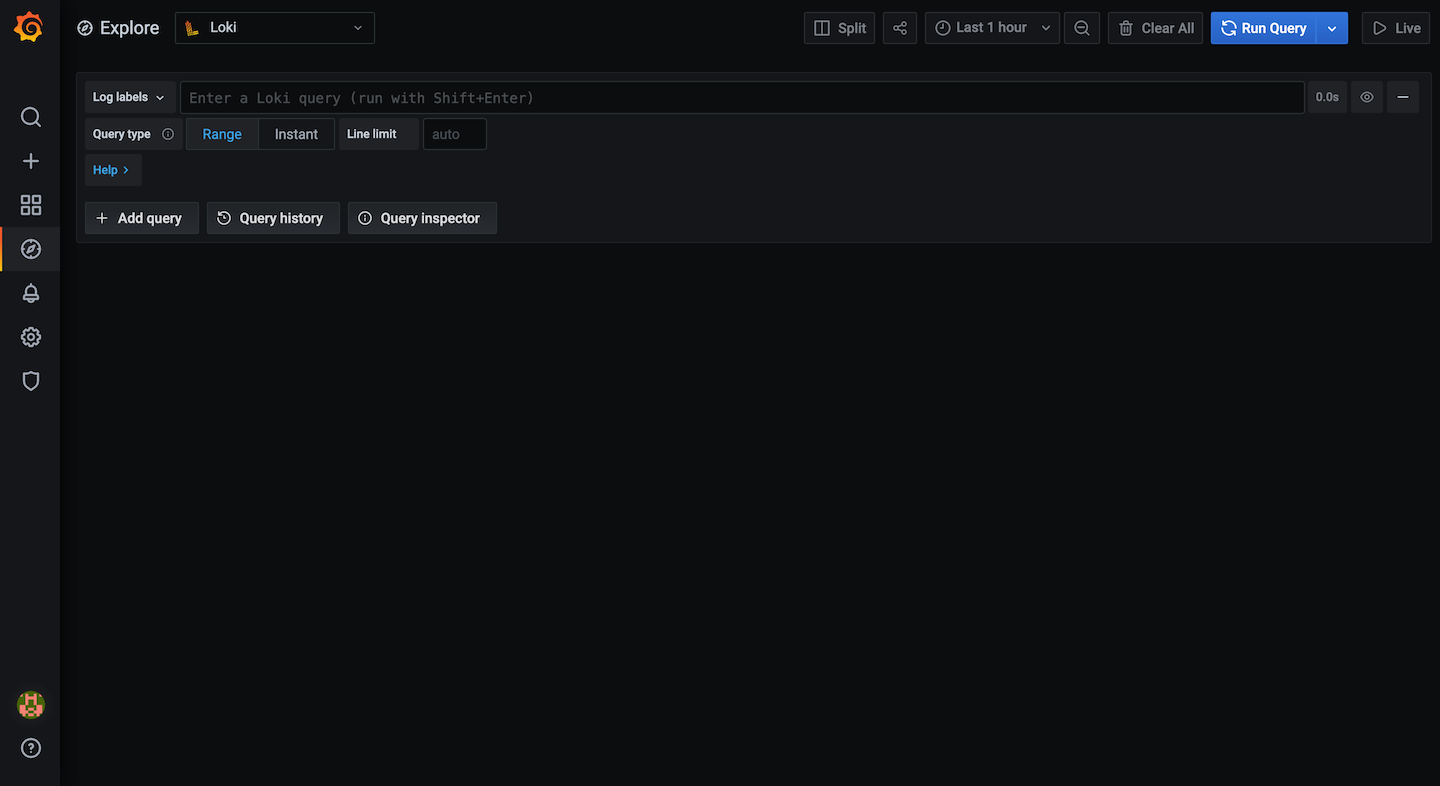 Explore Loki Split Last 1 hour Clear All Run Query Live
Log labels Enter a Loki query (run with Shift+Enter) 0.0s
Query type Range Instant Line limit auto
Help
Add query Query history Query inspector